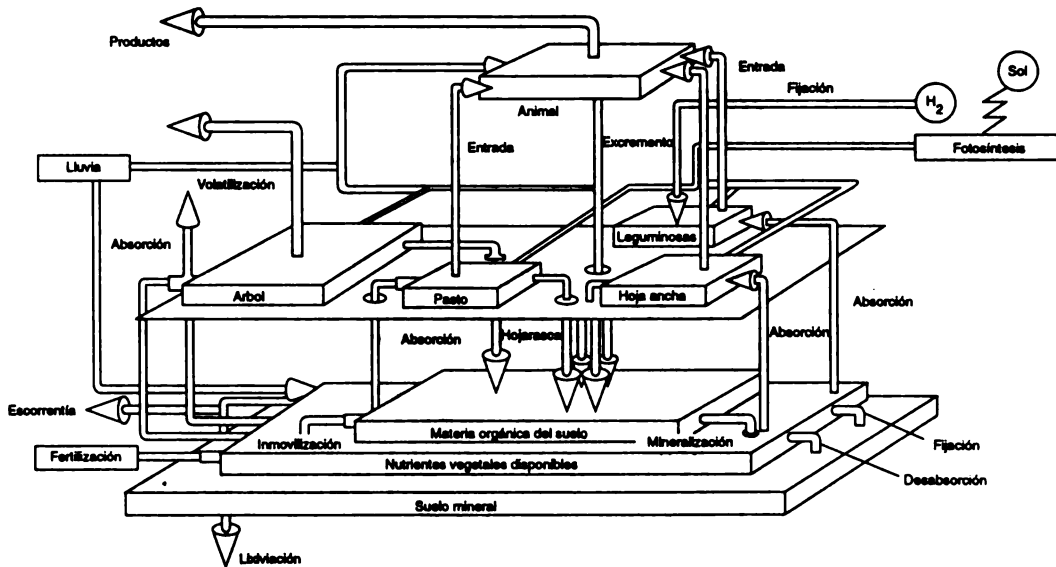 Productos
Entrada
Sol
Fijación
H2
Animal
Entrada
Excremento
Fotosíntesis
Lluvia
Volatilización
Absorción
Leguminosas
Arbol
Pasto
Hoja ancha
Absorción
Absorción
Hojarasca
Absorción
Escorrentía
Materia orgánica del suelo
Inmovilización
Mineralización
Fijación
Fertilización
Nutrientes vegetales disponibles
Desabsorción
Suelo mineral
Lixiviación